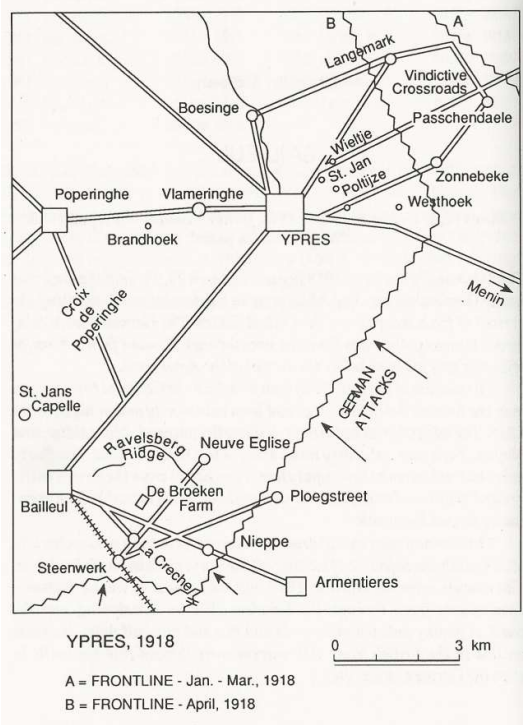 B
A
Langemark
Vindictive
Crossroads
Boesinge
Passchendaele
Wieltje
St. Jan
Poltijze
Zonnebeke
Poperinghe
Vlameringhe
Westhoek
Brandhoek
YPRES
Menin
Croix
de
Poperinghe
GERMAN
ATTACKS
St. Jans
Capelle
Ravelsberg
Ridge
Neuve Eglise
De Broeken
Farm
Bailleul
Ploegstreet
Nieppe
Steenwerk
La Creche
Armentieres
YPRES, 1918
0 3 km
A = FRONTLINE - Jan. - Mar., 1918
B = FRONTLINE - April, 1918